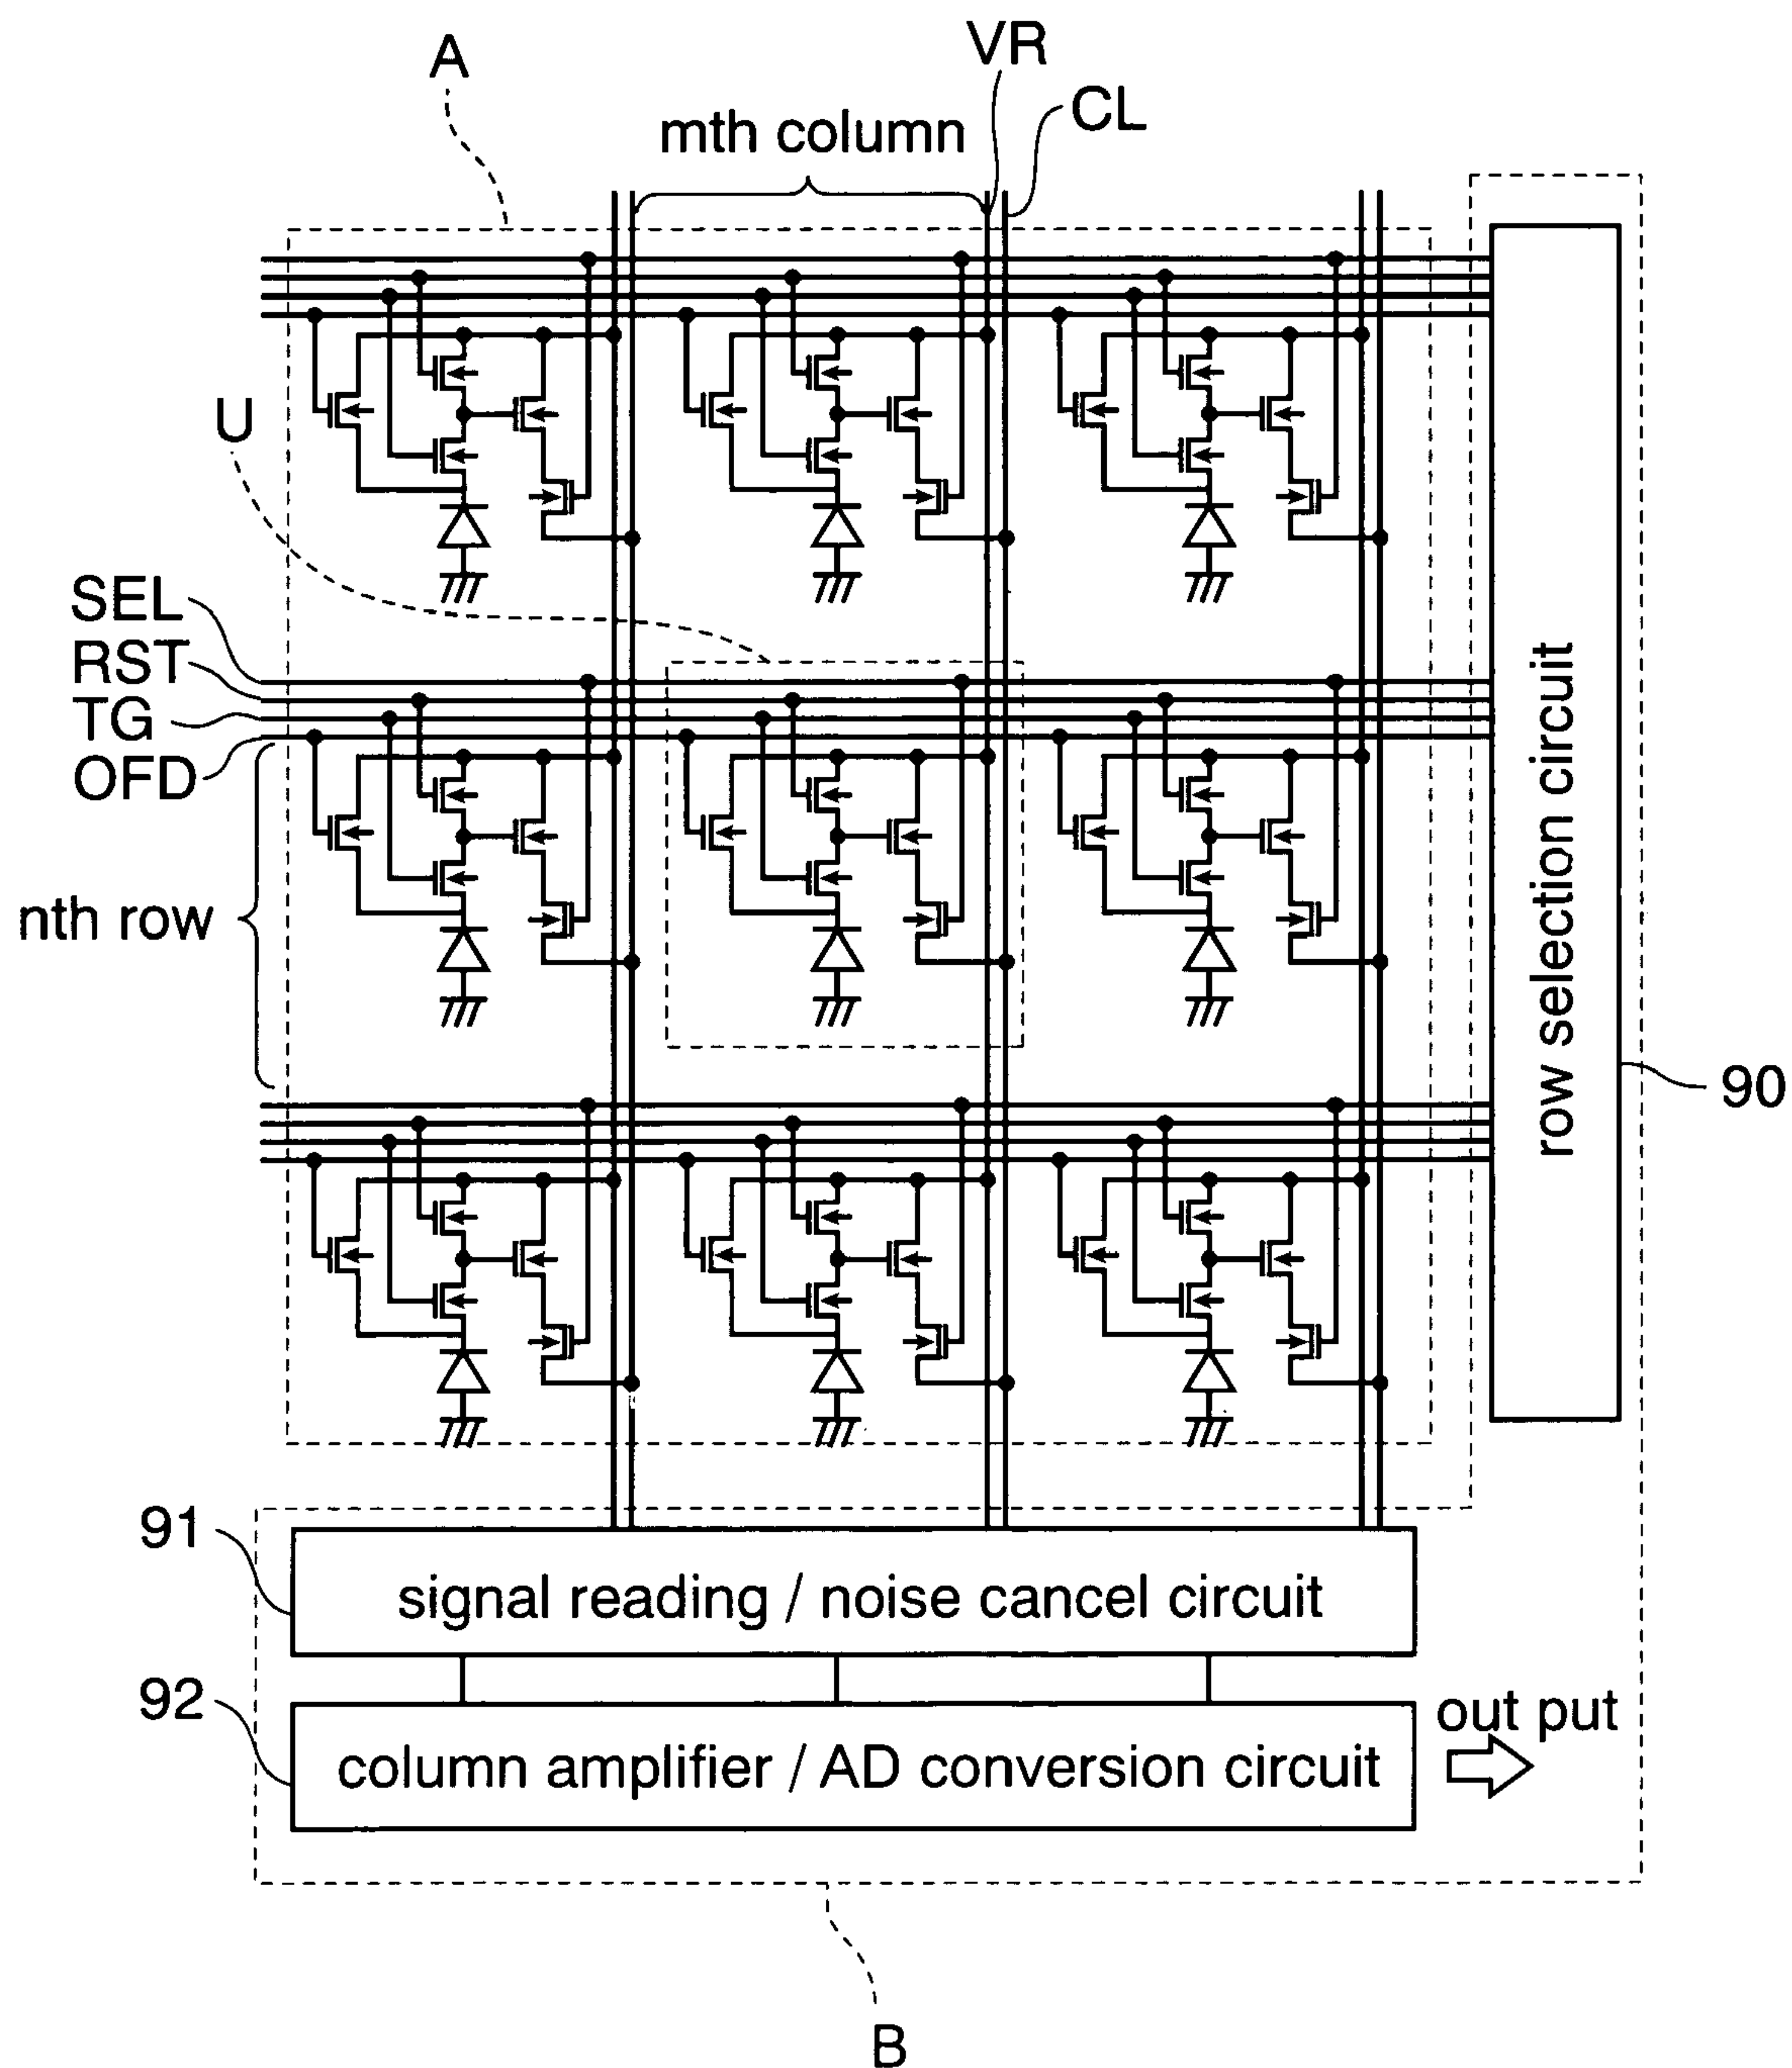 A
VR
CL
mth column
U
SEL
RST
TG
OFD
nth row
row selection circuit
90
91
signal reading / noise cancel circuit
92
column amplifier / AD conversion circuit
out put
B